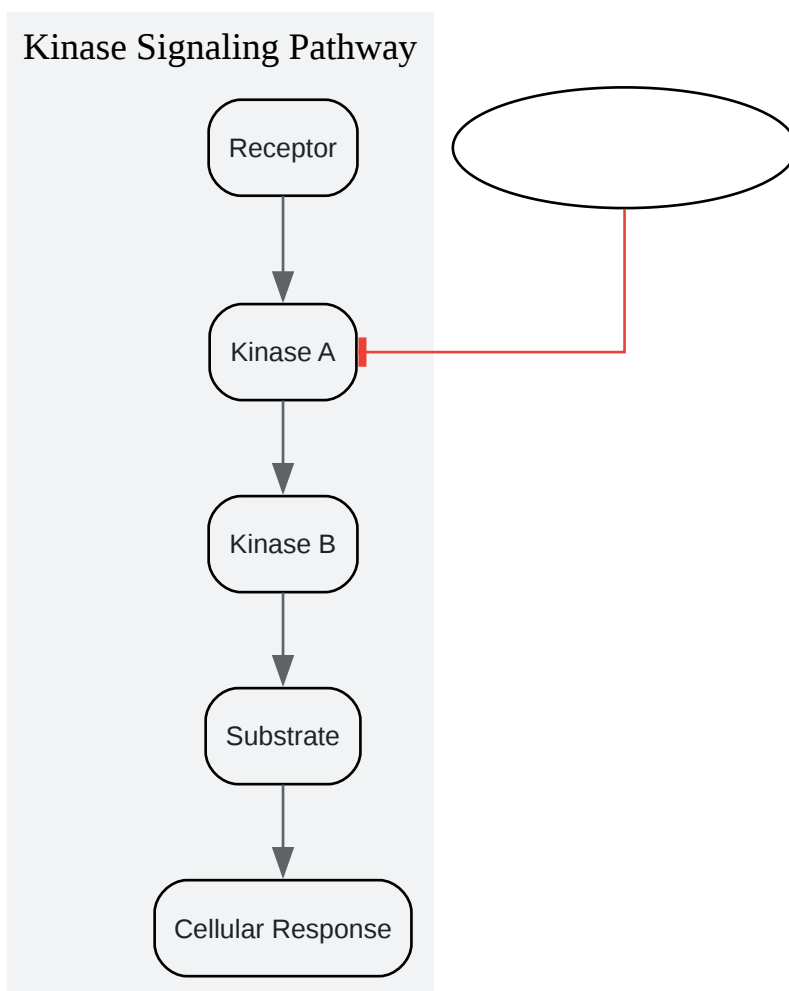 Kinase Signaling Pathway
Receptor
Kinase A
Kinase B
Substrate
Cellular Response